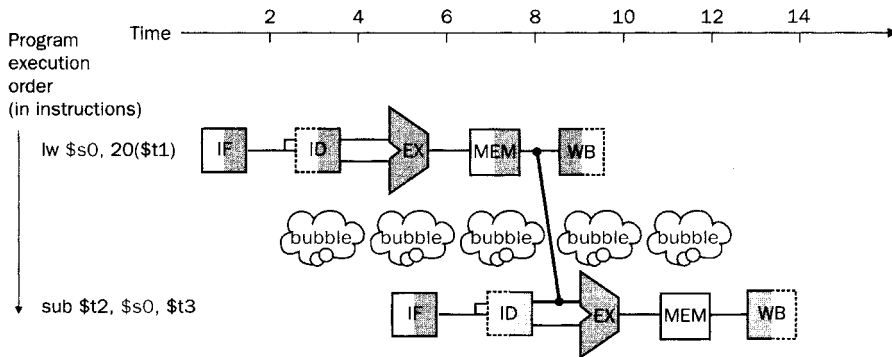 2 4 6 8 10 12 14
Time
Program
execution
order
(in instructions)
lw $s0, 20($t1)
IF ID EX MEM WB
bubble bubble bubble bubble bubble
sub $t2, $s0, $t3
IF ID EX MEM WB